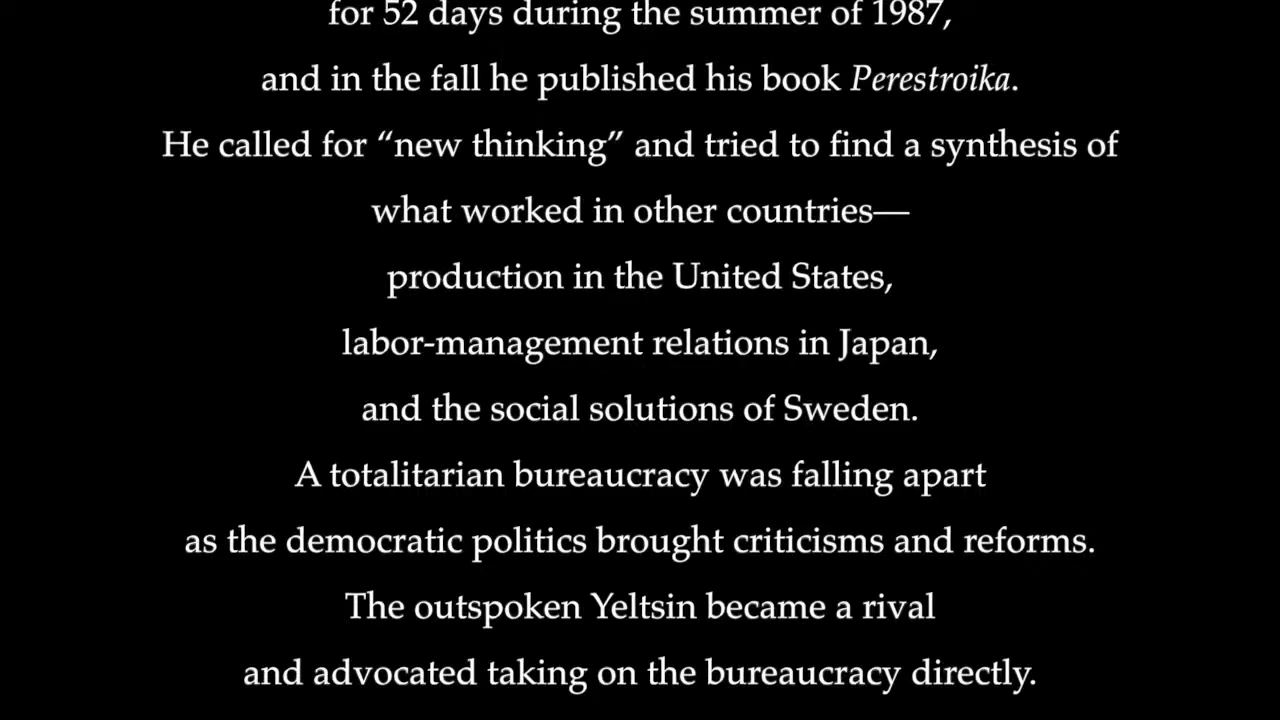 for 52 days during the summer of 1987,
and in the fall he published his book Perestroika.
He called for “new thinking” and tried to find a synthesis of
what worked in other countries—
production in the United States,
labor-management relations in Japan,
and the social solutions of Sweden.
A totalitarian bureaucracy was falling apart
as the democratic politics brought criticisms and reforms.
The outspoken Yeltsin became a rival
and advocated taking on the bureaucracy directly.